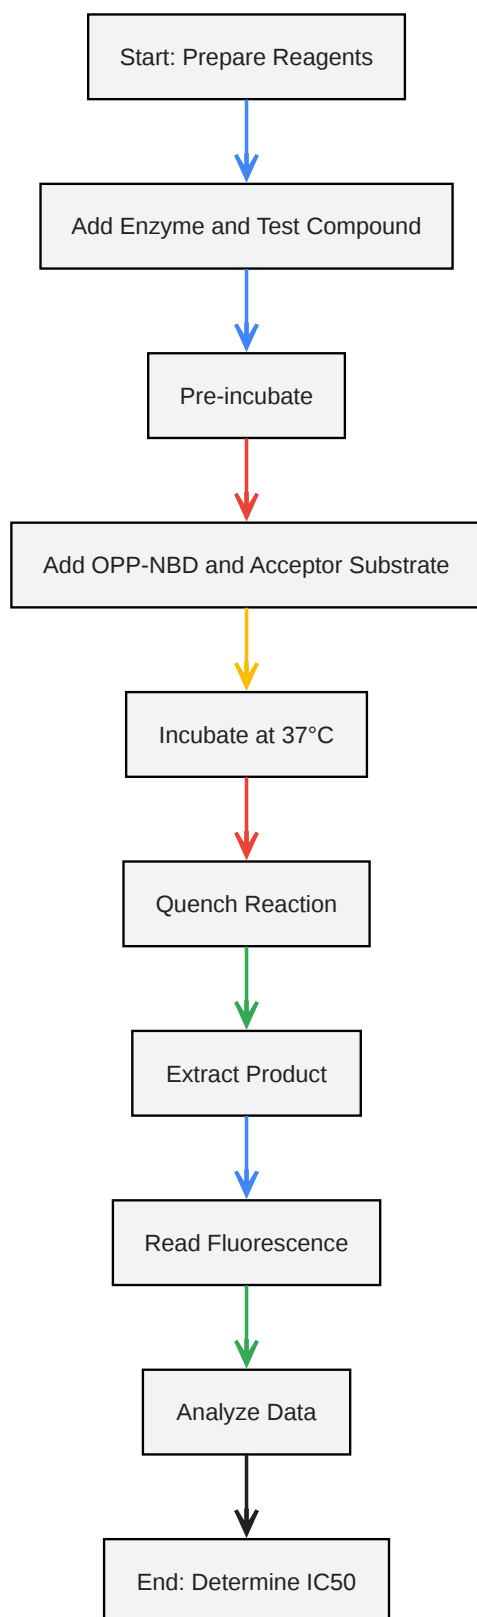 Start: Prepare Reagents
Add Enzyme and Test Compound
Pre-incubate
Add OPP-NBD and Acceptor Substrate
Incubate at 37°C
Quench Reaction
Extract Product
Read Fluorescence
Analyze Data
End: Determine IC50